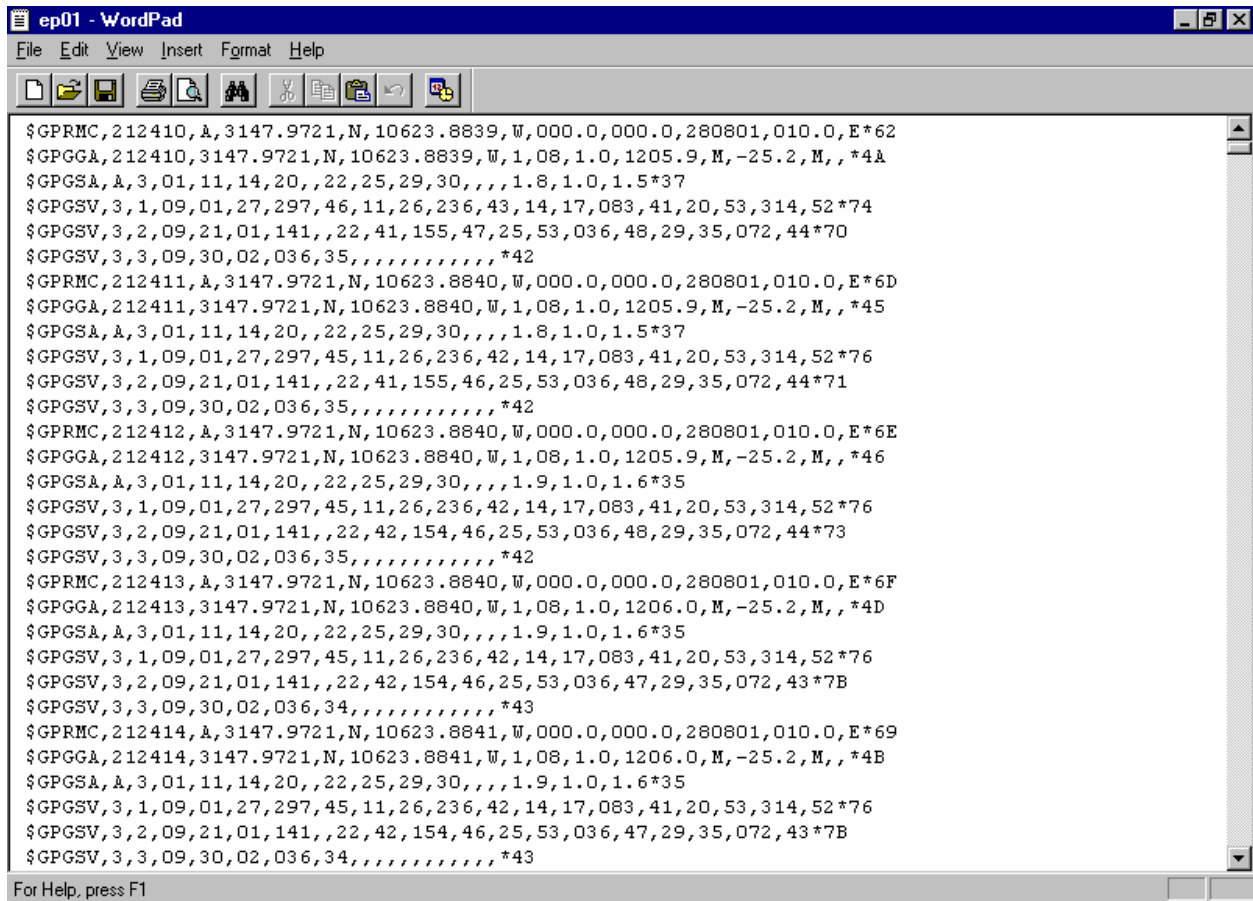 ep01 - WordPad
File Edit View Insert Format Help
$GPRMC,212410,A,3147.9721,N,10623.8839,W,000.0,000.0,280801,010.0,E*62
$GPGGA,212410,3147.9721,N,10623.8839,W,1,08,1.0,1205.9,M,-25.2,M,,*4A
$GPGSA,A,3,01,11,14,20,,22,25,29,30,,,,1.8,1.0,1.5*37
$GPGSV,3,1,09,01,27,297,46,11,26,236,43,14,17,083,41,20,53,314,52*74
$GPGSV,3,2,09,21,01,141,,22,41,155,47,25,53,036,48,29,35,072,44*70
$GPGSV,3,3,09,30,02,036,35,,,,,,,,,,,,*42
$GPRMC,212411,A,3147.9721,N,10623.8840,W,000.0,000.0,280801,010.0,E*6D
$GPGGA,212411,3147.9721,N,10623.8840,W,1,08,1.0,1205.9,M,-25.2,M,,*45
$GPGSA,A,3,01,11,14,20,,22,25,29,30,,,,1.8,1.0,1.5*37
$GPGSV,3,1,09,01,27,297,45,11,26,236,42,14,17,083,41,20,53,314,52*76
$GPGSV,3,2,09,21,01,141,,22,41,155,46,25,53,036,48,29,35,072,44*71
$GPGSV,3,3,09,30,02,036,35,,,,,,,,,,,,*42
$GPRMC,212412,A,3147.9721,N,10623.8840,W,000.0,000.0,280801,010.0,E*6E
$GPGGA,212412,3147.9721,N,10623.8840,W,1,08,1.0,1205.9,M,-25.2,M,,*46
$GPGSA,A,3,01,11,14,20,,22,25,29,30,,,,1.9,1.0,1.6*35
$GPGSV,3,1,09,01,27,297,45,11,26,236,42,14,17,083,41,20,53,314,52*76
$GPGSV,3,2,09,21,01,141,,22,42,154,46,25,53,036,48,29,35,072,44*73
$GPGSV,3,3,09,30,02,036,35,,,,,,,,,,,,*42
$GPRMC,212413,A,3147.9721,N,10623.8840,W,000.0,000.0,280801,010.0,E*6F
$GPGGA,212413,3147.9721,N,10623.8840,W,1,08,1.0,1206.0,M,-25.2,M,,*4D
$GPGSA,A,3,01,11,14,20,,22,25,29,30,,,,1.9,1.0,1.6*35
$GPGSV,3,1,09,01,27,297,45,11,26,236,42,14,17,083,41,20,53,314,52*76
$GPGSV,3,2,09,21,01,141,,22,42,154,46,25,53,036,47,29,35,072,43*7B
$GPGSV,3,3,09,30,02,036,34,,,,,,,,,,,,*43
$GPRMC,212414,A,3147.9721,N,10623.8841,W,000.0,000.0,280801,010.0,E*69
$GPGGA,212414,3147.9721,N,10623.8841,W,1,08,1.0,1206.0,M,-25.2,M,,*4B
$GPGSA,A,3,01,11,14,20,,22,25,29,30,,,,1.9,1.0,1.6*35
$GPGSV,3,1,09,01,27,297,45,11,26,236,42,14,17,083,41,20,53,314,52*76
$GPGSV,3,2,09,21,01,141,,22,42,154,46,25,53,036,47,29,35,072,43*7B
$GPGSV,3,3,09,30,02,036,34,,,,,,,,,,,,*43
For Help, press F1